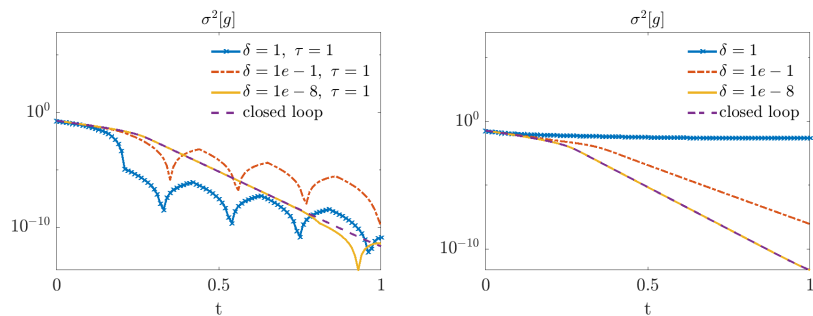 σ²[g]
δ = 1, τ = 1
δ = 1e − 1, τ = 1
δ = 1e − 8, τ = 1
closed loop
10⁰
10⁻¹⁰
0 0.5 1
t
σ²[g]
δ = 1
δ = 1e − 1
δ = 1e − 8
closed loop
10⁰
10⁻¹⁰
0 0.5 1
t